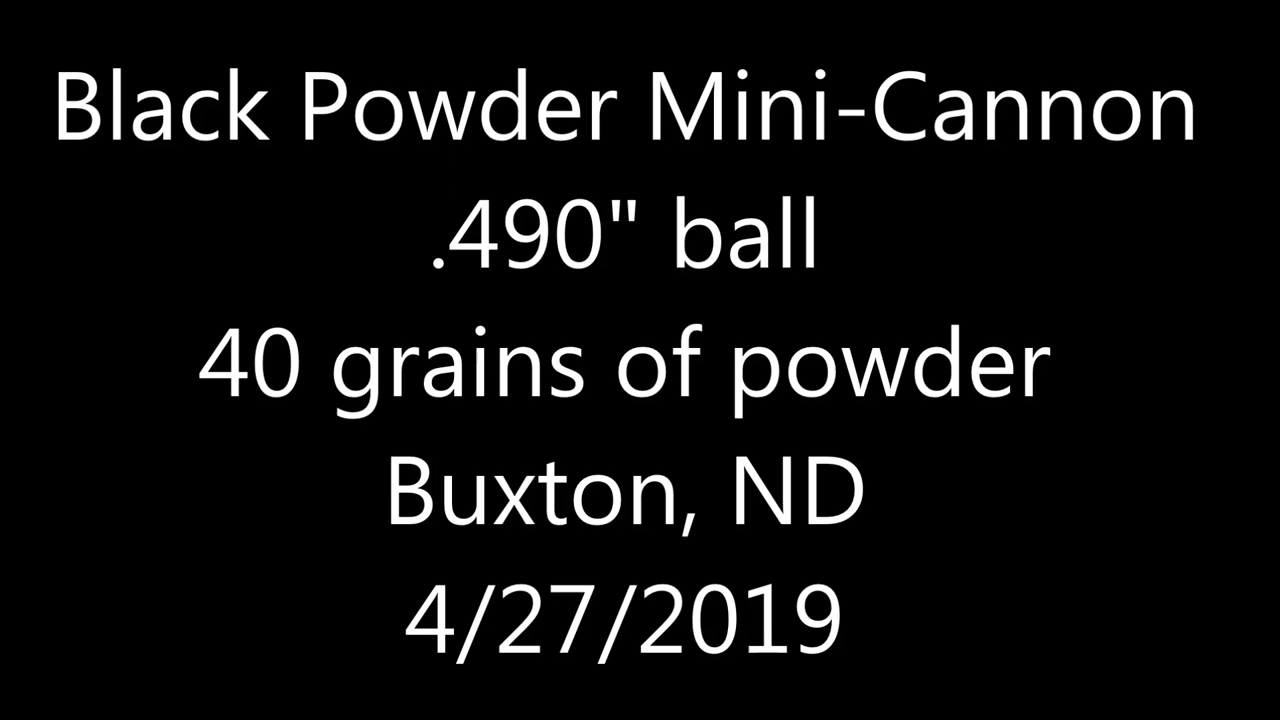 Black Powder Mini-Cannon
.490" ball
40 grains of powder
Buxton, ND
4/27/2019